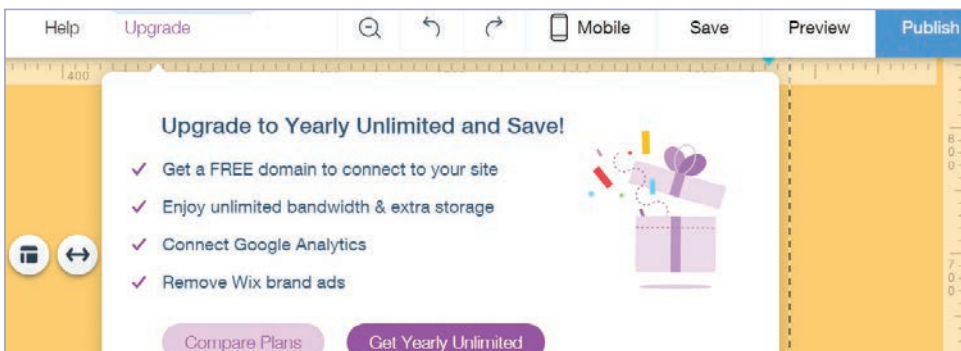 Help Upgrade Mobile Save Preview Publish
400
Upgrade to Yearly Unlimited and Save!
Get a FREE domain to connect to your site
Enjoy unlimited bandwidth & extra storage
Connect Google Analytics
Remove Wix brand ads
Compare Plans Get Yearly Unlimited
600
700